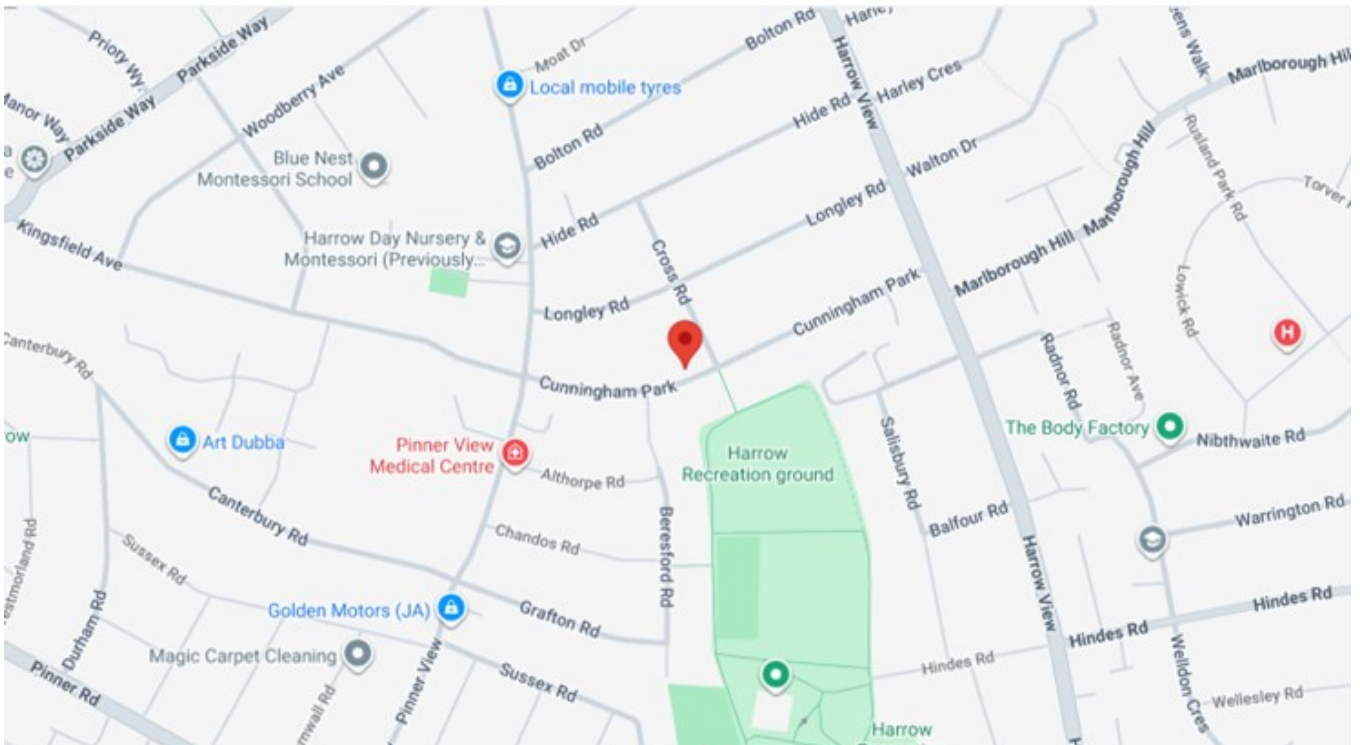 Bolton Rd
Harley
Parkside Way
Priory Wy
Moat Dr
Harrow View
Harley Cres
Marlborough Hill
Woodberry Ave
Local mobile tyres
Hide Rd
Manor Way
Parkside Way
Bolton Rd
Walton Dr
Rusland Park Rd
Blue Nest
Montessori School
Longley Rd
Marlborough Hill
Kingsfield Ave
Harrow Day Nursery &
Montessori (Previously...
Hide Rd
Cross Rd
Marlborough Hill
Lowick Rd
Longley Rd
Cunningham Park
H
Canterbury Rd
Radnor Rd
Radnor Ave
Cunningham Park
Art Dubba
Pinner View
Medical Centre
Harrow
Recreation ground
Salisbury Rd
The Body Factory
Nibthwaite Rd
Althorpe Rd
Canterbury Rd
Chandos Rd
Beresford Rd
Balfour Rd
Warrington Rd
Sussex Rd
Harrow View
Golden Motors (JA)
Grafton Rd
Hindes Rd
Hindes Rd
Durham Rd
Magic Carpet Cleaning
Pinner View
Sussex Rd
Hindes Rd
Welldon Cres
Pinner Rd
Wellesley Rd
Harrow